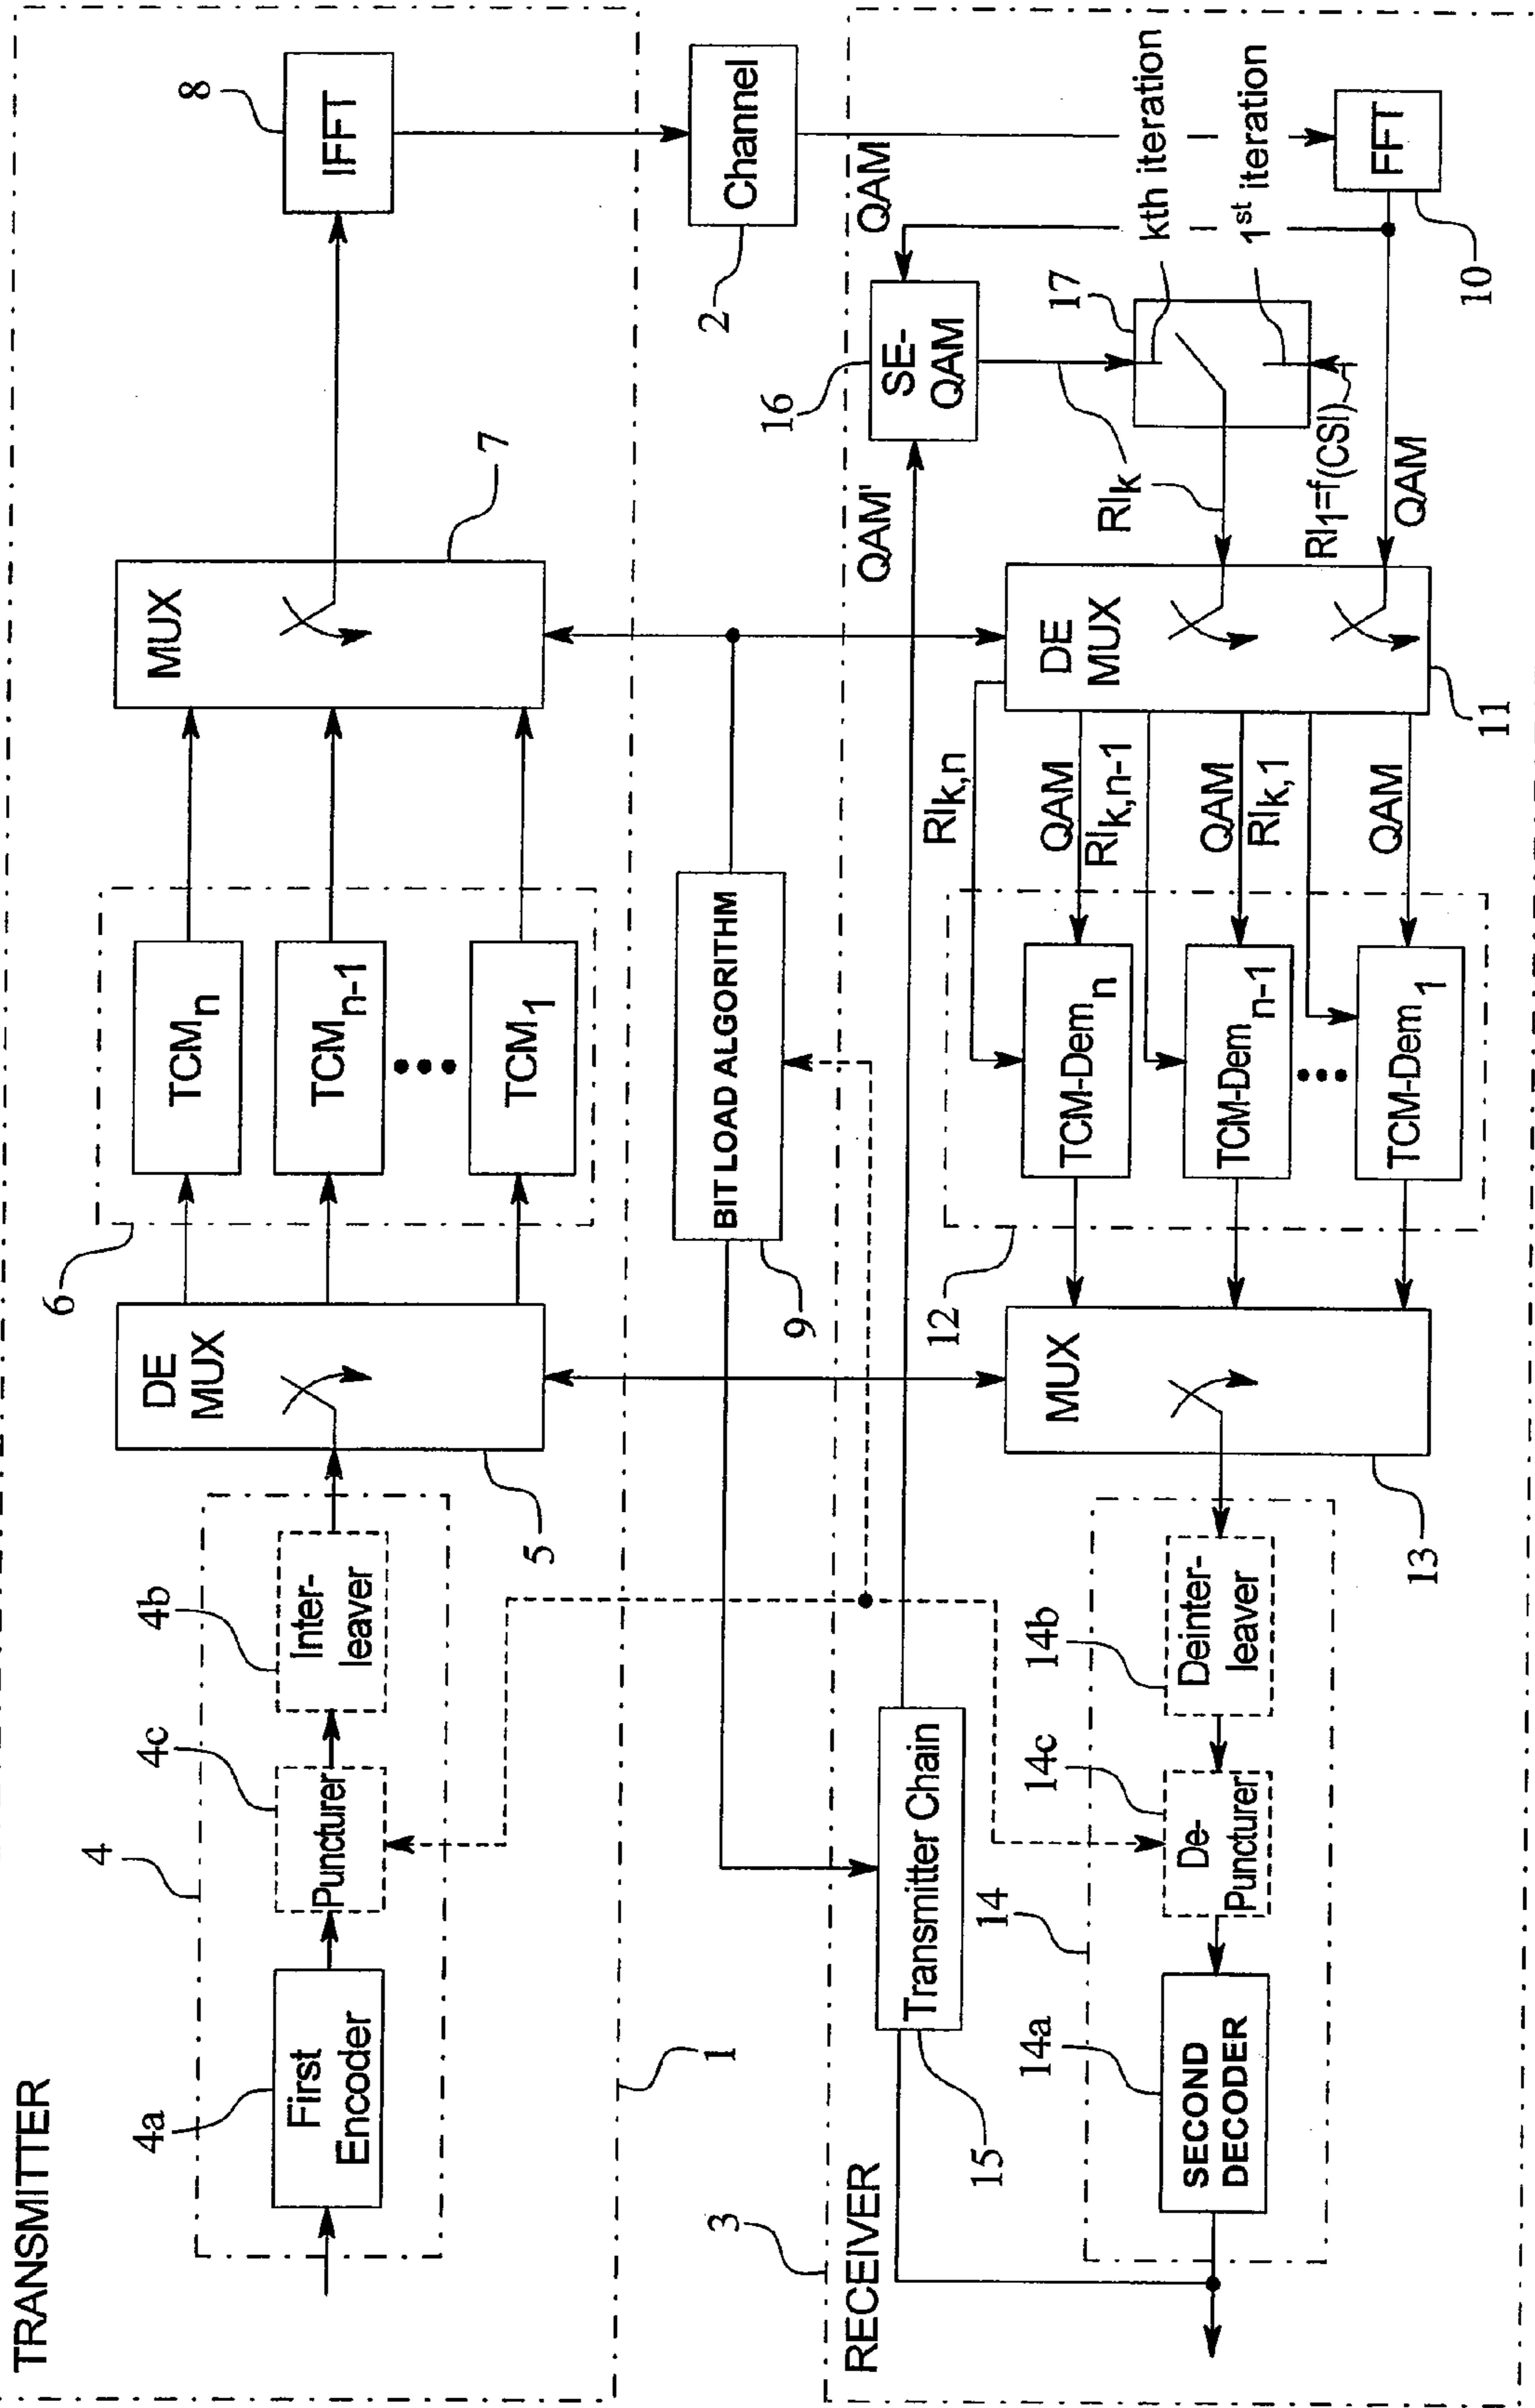 TRANSMITTER
4
4a
First
Encoder
4c
Puncturer
4b
Inter-
leaver
5
DE
MUX
6
TCMn
TCMn-1
TCM1
7
MUX
8
IFFT
1
9
BIT LOAD ALGORITHM
2
Channel
3
RECEIVER
15
Transmitter Chain
QAM'
16
SE-
QAM
QAM
17
kth iteration
1st iteration
RIk
RI1=f(CSI)
QAM
10
FFT
11
DE
MUX
RIk,n
QAM
RIk,n-1
QAM
RIk,1
QAM
12
TCM-Demn
TCM-Demn-1
TCM-Dem1
13
MUX
14
14b
Deinter-
leaver
14c
De-
Puncturer
14a
SECOND
DECODER